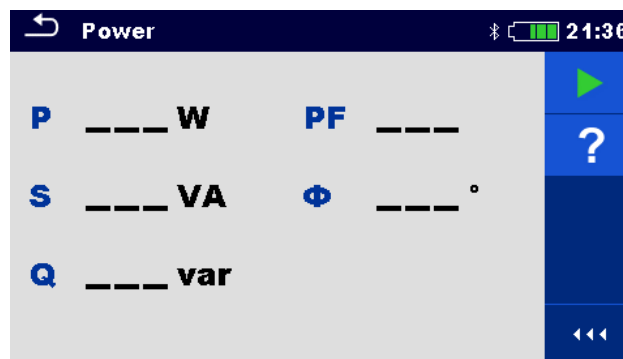 Power 21:36
P ___ W PF ___
S ___ VA Φ ___ °
Q ___ var
?